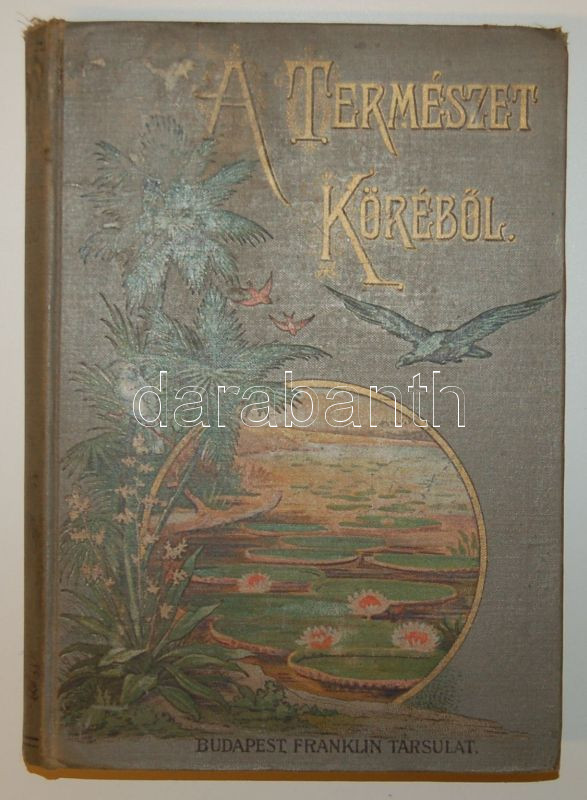 A TERMÉSZET
KÖRÉBŐL.
darabanth
BUDAPEST, FRANKLIN TÁRSULAT.